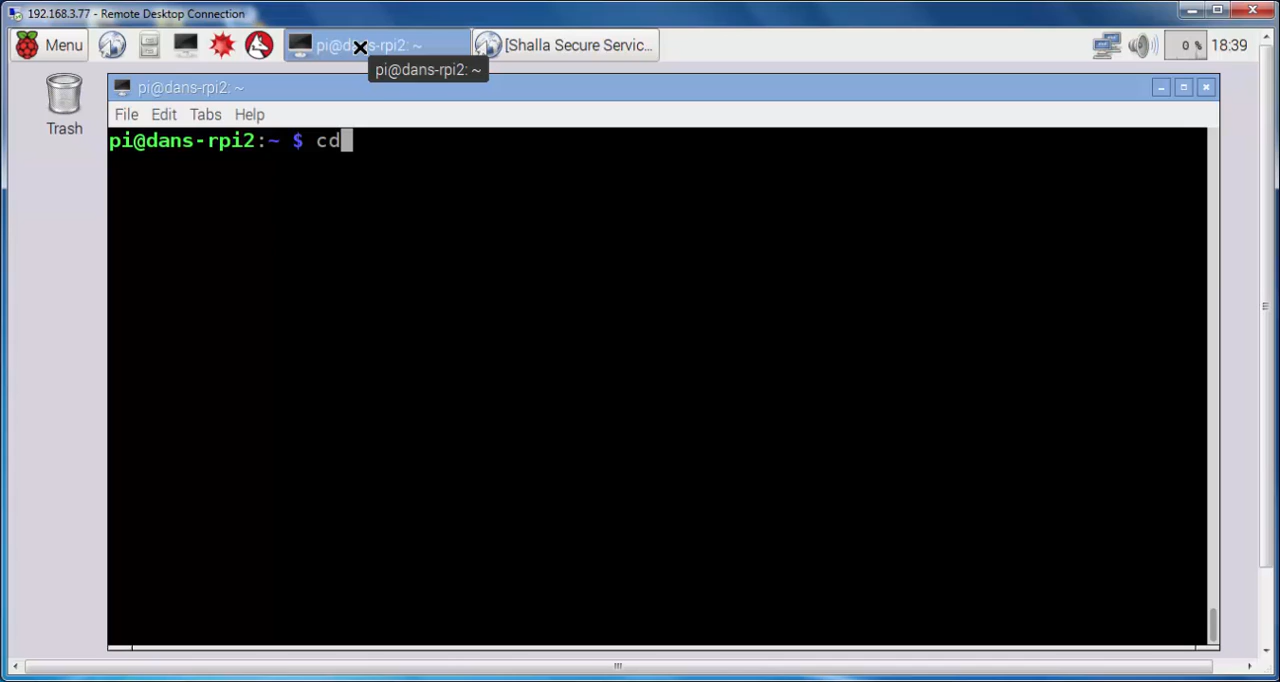 192.168.3.77 - Remote Desktop Connection
Menu
pi@dans-rpi2: ~
[Shalla Secure Servic...
0 %
18:39
pi@dans-rpi2: ~
Trash
pi@dans-rpi2: ~
File Edit Tabs Help
pi@dans-rpi2:~ $ cd